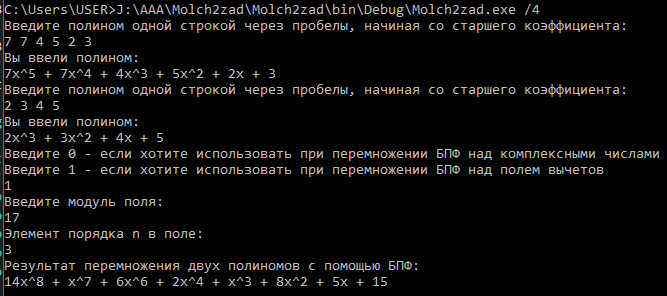 C:\Users\USER>J:\AAA\Molch2zad\Molch2zad\bin\Debug\Molch2zad.exe /4
Введите полином одной строкой через пробелы, начиная со старшего коэффициента:
7 7 4 5 2 3
Вы ввели полином:
7x^5 + 7x^4 + 4x^3 + 5x^2 + 2x + 3
Введите полином одной строкой через пробелы, начиная со старшего коэффициента:
2 3 4 5
Вы ввели полином:
2x^3 + 3x^2 + 4x + 5
Введите 0 - если хотите использовать при перемножении БПФ над комплексными числами
Введите 1 - если хотите использовать при перемножении БПФ над полем вычетов
1
Введите модуль поля:
17
Элемент порядка n в поле:
3
Результат перемножения двух полиномов с помощью БПФ:
14x^8 + x^7 + 6x^6 + 2x^4 + x^3 + 8x^2 + 5x + 15